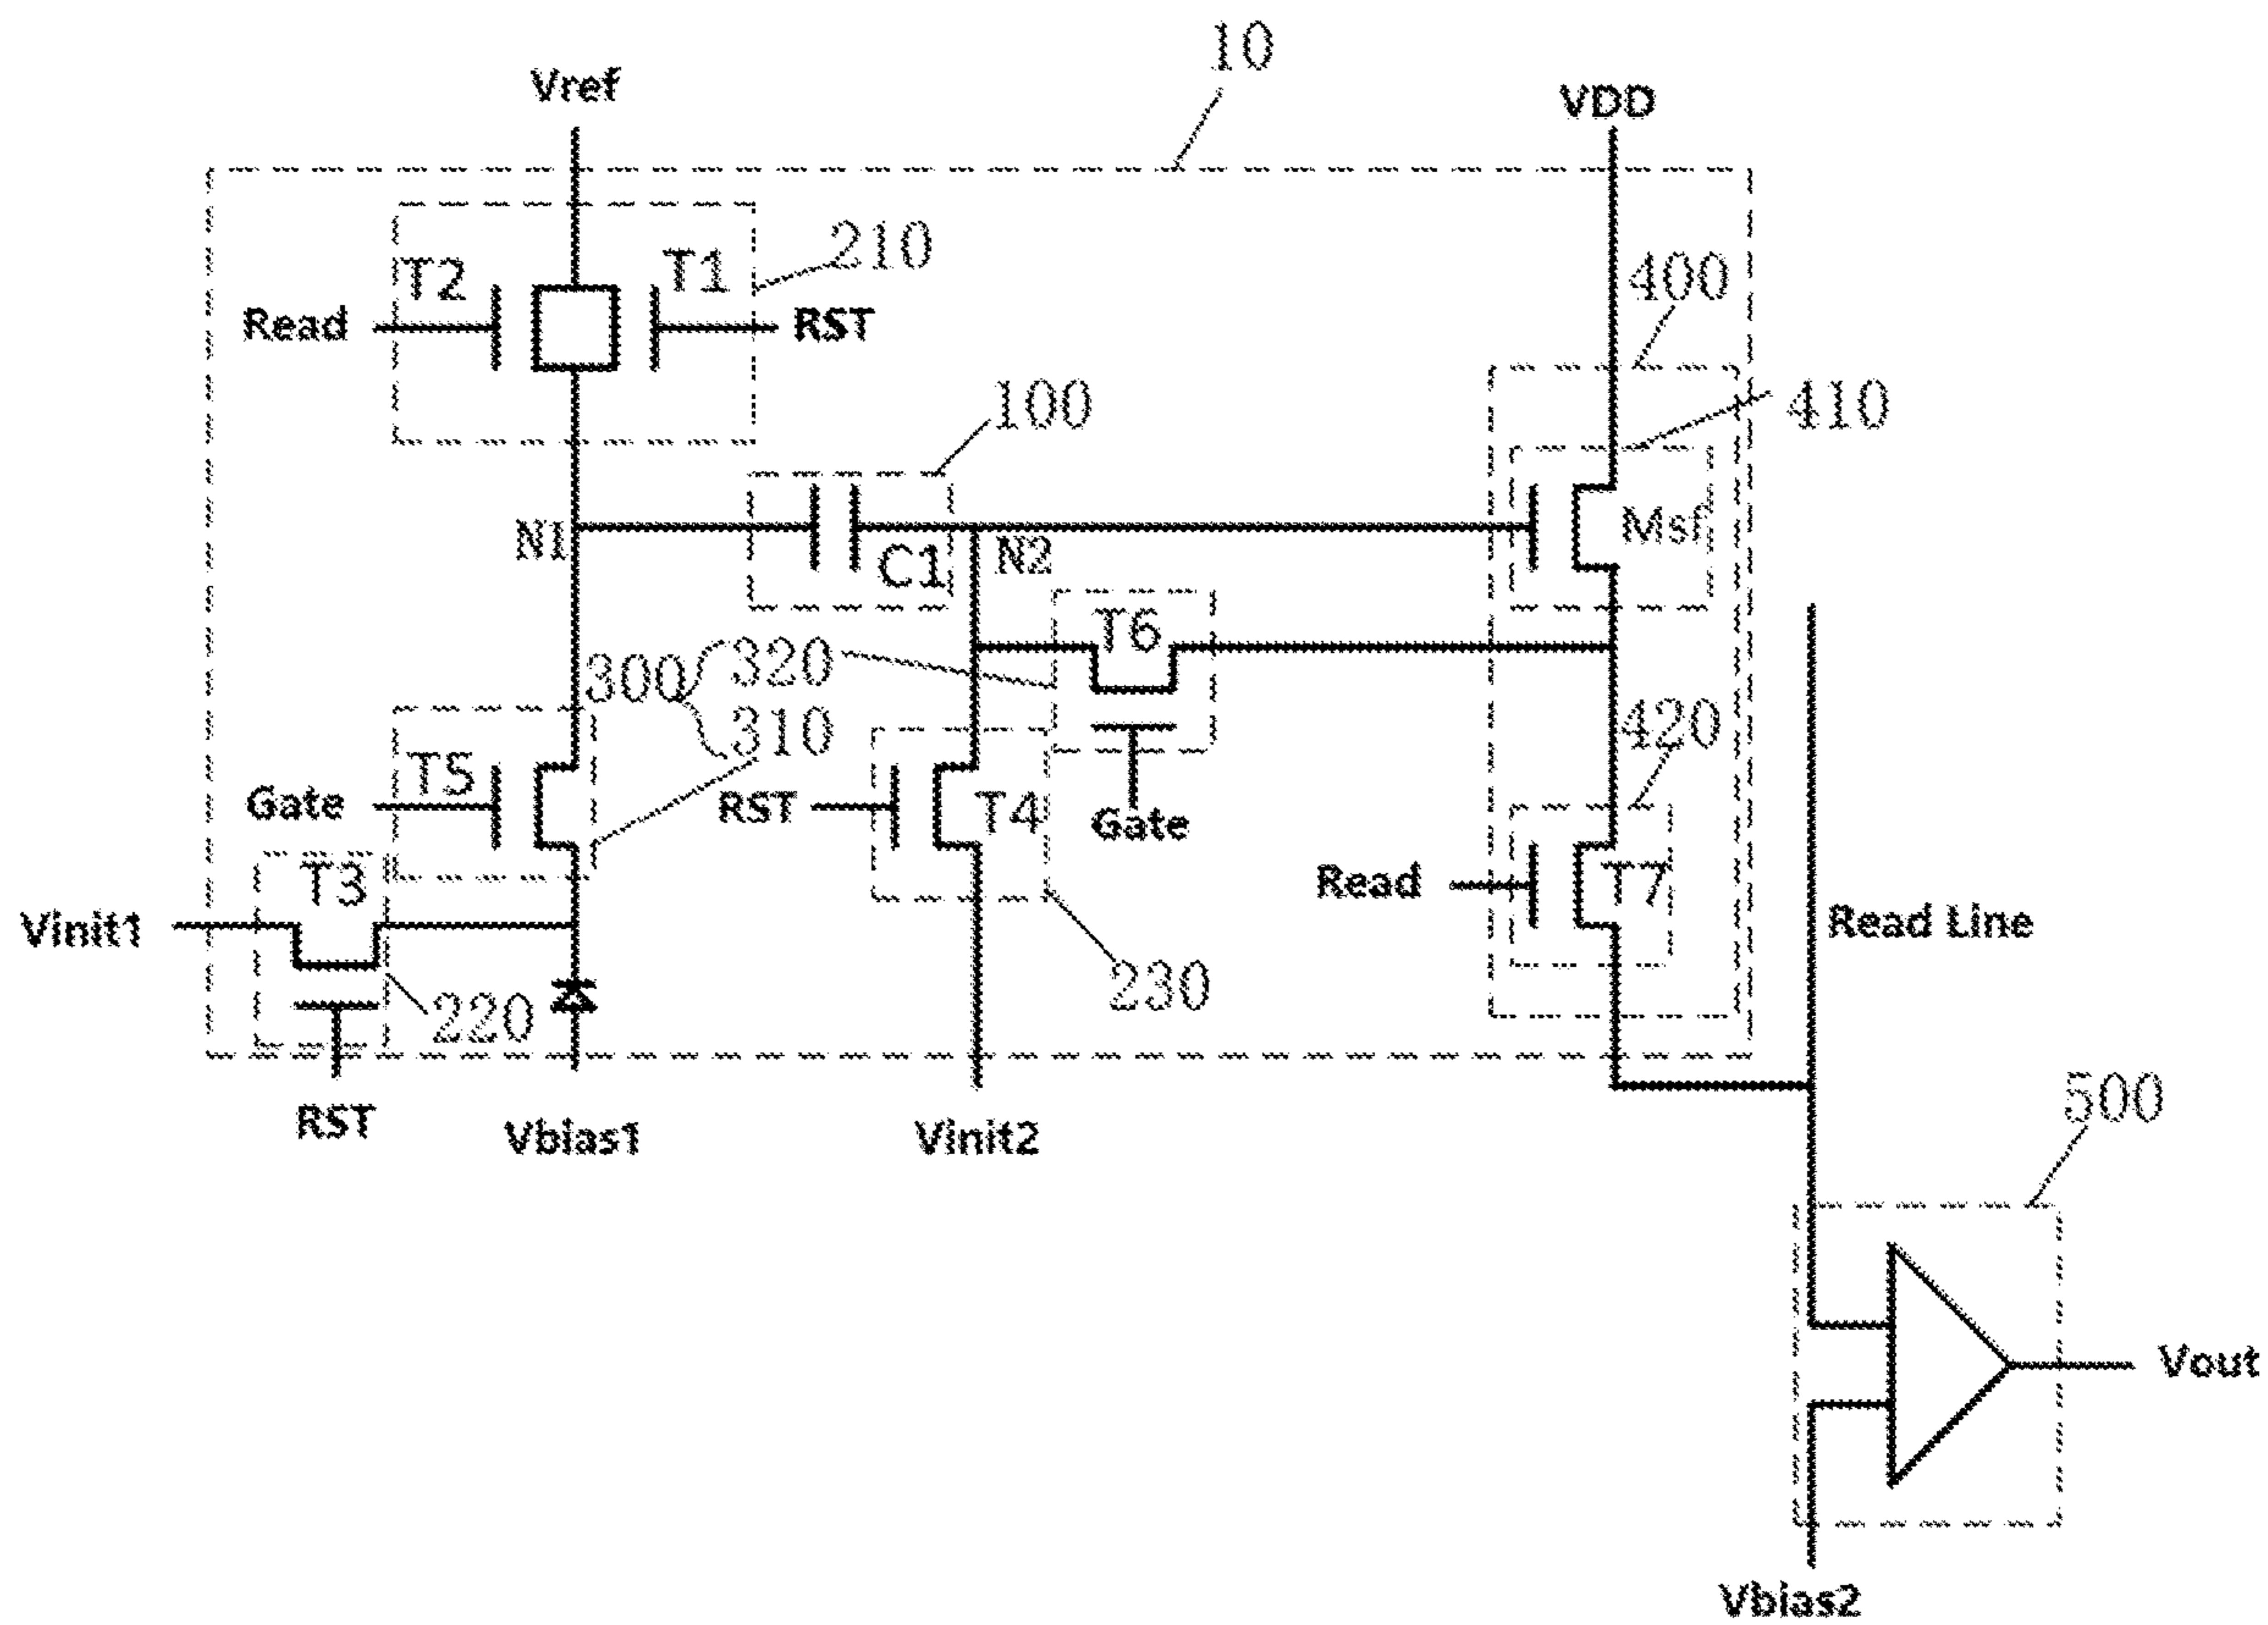 10
Vref
VDD
T2
T1
210
Read
RST
400
100
410
N1
C1
N2
Msf
T6
300
320
310
T5
420
Gate
RST
T4
Gate
T3
Read
T7
Vinit1
Read Line
220
230
RST
Vbias1
Vinit2
500
Vout
Vbias2